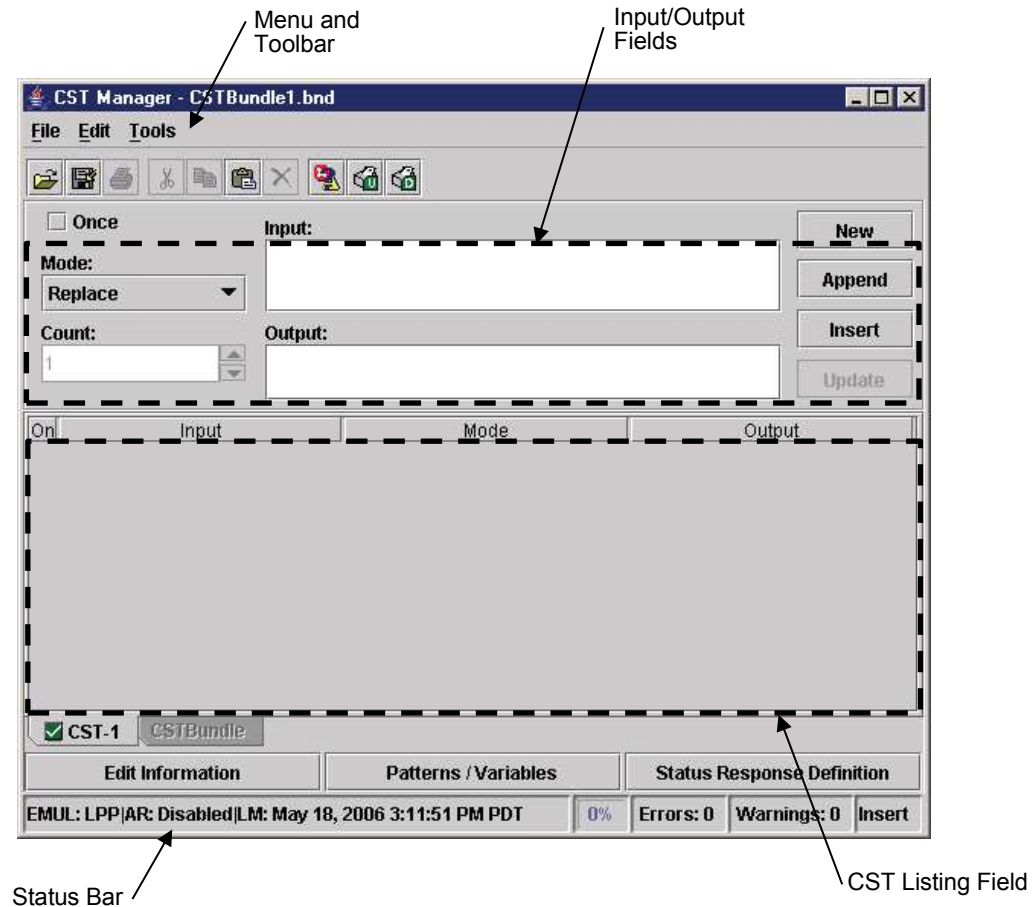 Menu and
Toolbar
Input/Output
Fields
CST Manager - CSTBundle1.bnd
File Edit Tools
Once
Input:
New
Mode:
Replace
Append
Count:
Output:
Insert
1
Update
On Input Mode Output
CST-1 CSTBundle
Edit Information Patterns / Variables Status Response Definition
EMUL: LPP|AR: Disabled|LM: May 18, 2006 3:11:51 PM PDT 0% Errors: 0 Warnings: 0 Insert
Status Bar
CST Listing Field